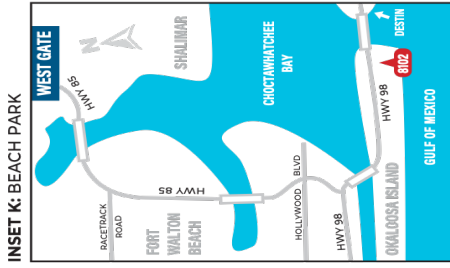 INSET K: BEACH PARK
WEST GATE
HWY 85
N
SHALIMAR
CHOCTAWHATCHEE
BAY
DESTIN
8102
HWY 98
GULF OF MEXICO
RACETRACK
ROAD
FORT
WALTON
BEACH
HWY 85
HOLLYWOOD BLVD
HWY 98
OKALOOSA ISLAND